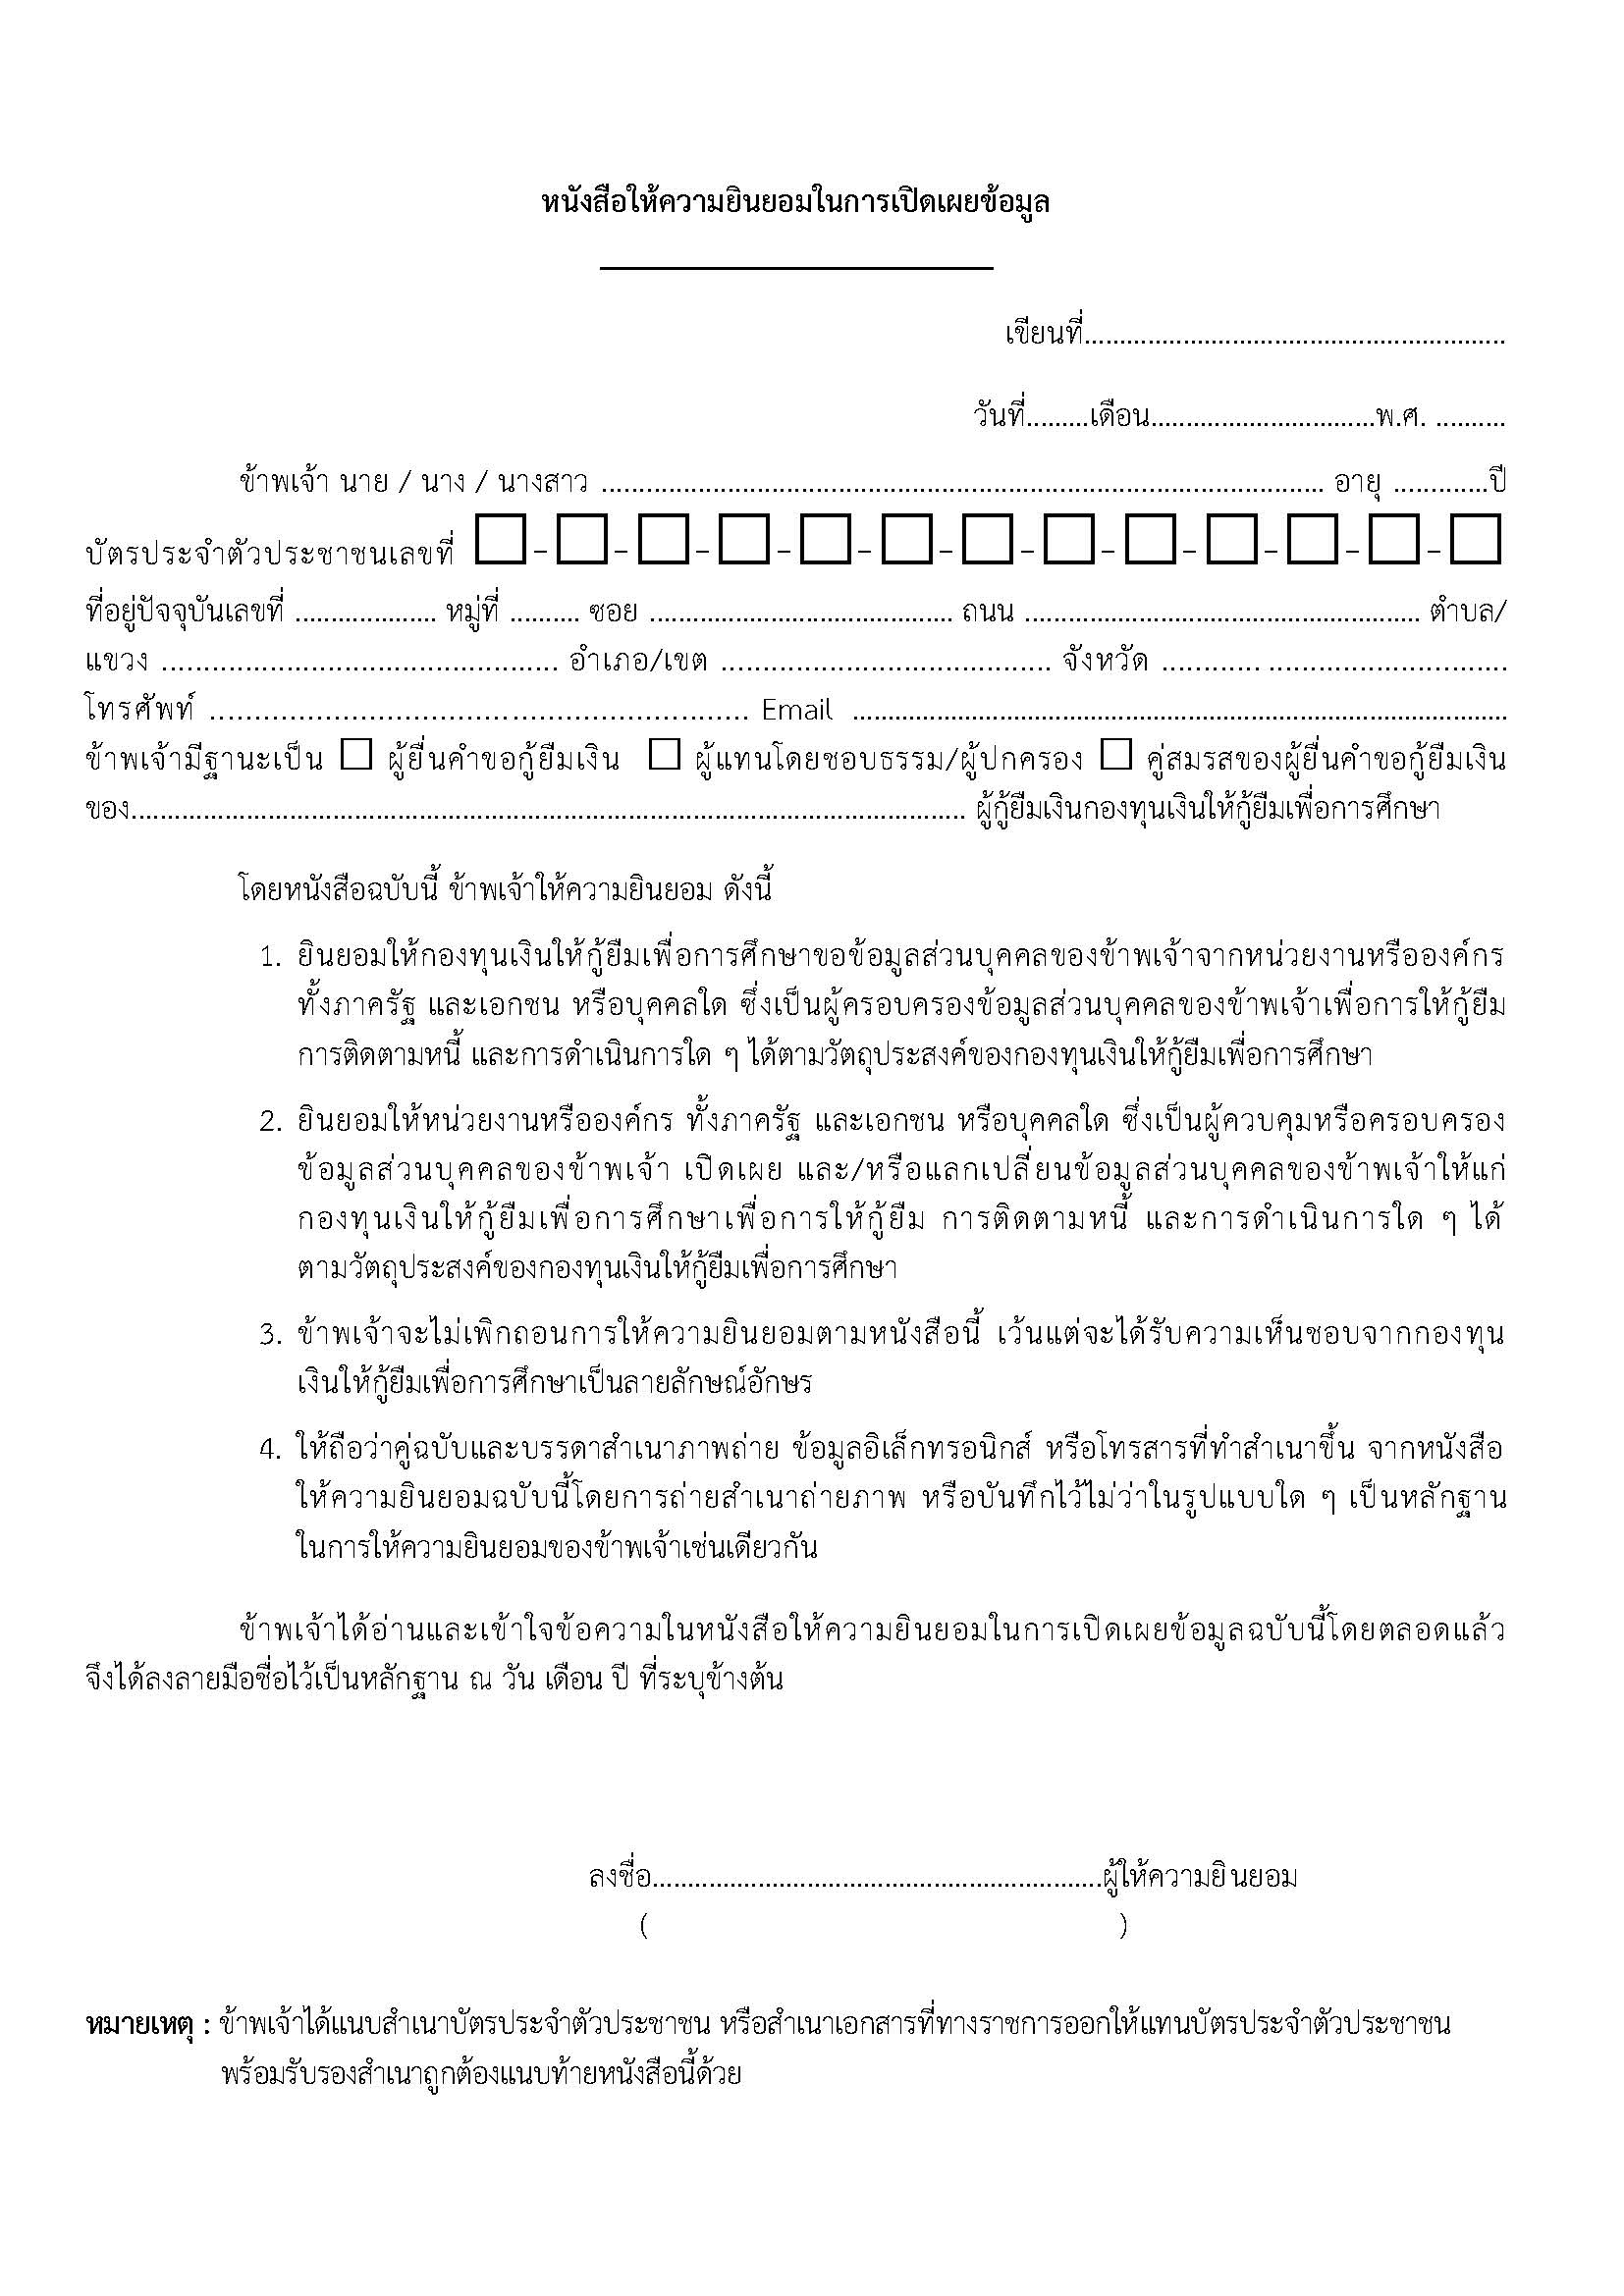 หนังสือให้ความยินยอมในการเปิดเผยข้อมูล
เขียนที่............................................................
วันที่.........เดือน................................พ.ศ. ..........
ข้าพเจ้า นาย / นาง / นางสาว ............................................................................................ อายุ .............ปี
บัตรประจำตัวประชาชนเลขที่ □-□-□-□-□-□-□-□-□-□-□-□-□
ที่อยู่ปัจจุบันเลขที่ .................... หมู่ที่ .......... ซอย ........................................... ถนน ........................................................ ตำบล/
แขวง ................................................ อำเภอ/เขต ........................................ จังหวัด ............ .............................
โทรศัพท์ ............................................................ Email ............................................................................................
ข้าพเจ้ามีฐานะเป็น □ ผู้ยื่นคำขอกู้ยืมเงิน □ ผู้แทนโดยชอบธรรม/ผู้ปกครอง □ คู่สมรสของผู้ยื่นคำขอกู้ยืมเงิน
ของ..................................................................................................................... ผู้กู้ยืมเงินกองทุนเงินให้กู้ยืมเพื่อการศึกษา
โดยหนังสือฉบับนี้ ข้าพเจ้าให้ความยินยอม ดังนี้
1. ยินยอมให้กองทุนเงินให้กู้ยืมเพื่อการศึกษาขอข้อมูลส่วนบุคคลของข้าพเจ้าจากหน่วยงานหรือองค์กร
ทั้งภาครัฐ และเอกชน หรือบุคคลใด ซึ่งเป็นผู้ครอบครองข้อมูลส่วนบุคคลของข้าพเจ้าเพื่อการให้กู้ยืม
การติดตามหนี้ และการดำเนินการใด ๆ ได้ตามวัตถุประสงค์ของกองทุนเงินให้กู้ยืมเพื่อการศึกษา
2. ยินยอมให้หน่วยงานหรือองค์กร ทั้งภาครัฐ และเอกชน หรือบุคคลใด ซึ่งเป็นผู้ควบคุมหรือครอบครอง
ข้อมูลส่วนบุคคลของข้าพเจ้า เปิดเผย และ/หรือแลกเปลี่ยนข้อมูลส่วนบุคคลของข้าพเจ้าให้แก่
กองทุนเงินให้กู้ยืมเพื่อการศึกษาเพื่อการให้กู้ยืม การติดตามหนี้ และการดำเนินการใด ๆ ได้
ตามวัตถุประสงค์ของกองทุนเงินให้กู้ยืมเพื่อการศึกษา
3. ข้าพเจ้าจะไม่เพิกถอนการให้ความยินยอมตามหนังสือนี้ เว้นแต่จะได้รับความเห็นชอบจากกองทุน
เงินให้กู้ยืมเพื่อการศึกษาเป็นลายลักษณ์อักษร
4. ให้ถือว่าคู่ฉบับและบรรดาสำเนาภาพถ่าย ข้อมูลอิเล็กทรอนิกส์ หรือโทรสารที่ทำสำเนาขึ้น จากหนังสือ
ให้ความยินยอมฉบับนี้โดยการถ่ายสำเนาถ่ายภาพ หรือบันทึกไว้ไม่ว่าในรูปแบบใด ๆ เป็นหลักฐาน
ในการให้ความยินยอมของข้าพเจ้าเช่นเดียวกัน
ข้าพเจ้าได้อ่านและเข้าใจข้อความในหนังสือให้ความยินยอมในการเปิดเผยข้อมูลฉบับนี้โดยตลอดแล้ว
จึงได้ลงลายมือชื่อไว้เป็นหลักฐาน ณ วัน เดือน ปี ที่ระบุข้างต้น
ลงชื่อ................................................................ผู้ให้ความยินยอม
( )
หมายเหตุ : ข้าพเจ้าได้แนบสำเนาบัตรประจำตัวประชาชน หรือสำเนาเอกสารที่ทางราชการออกให้แทนบัตรประจำตัวประชาชน
พร้อมรับรองสำเนาถูกต้องแนบท้ายหนังสือนี้ด้วย